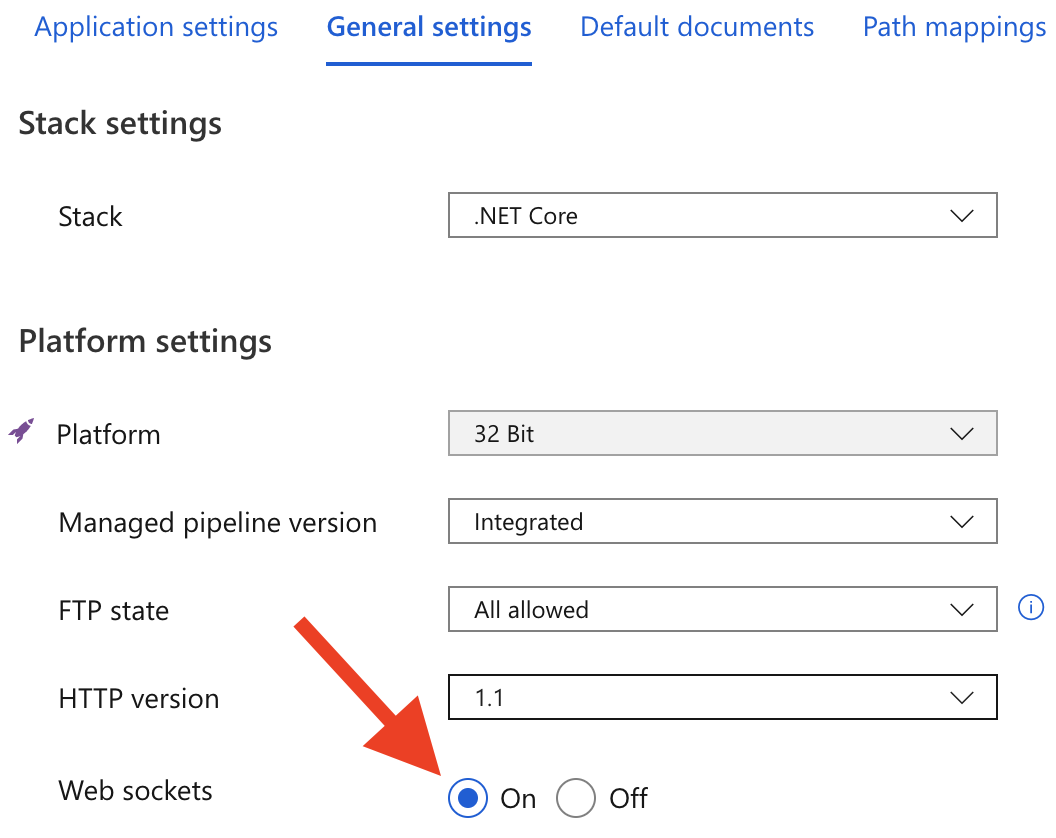 Application settings General settings Default documents Path mappings
Stack settings
Stack .NET Core
Platform settings
Platform 32 Bit
Managed pipeline version Integrated
FTP state All allowed
HTTP version 1.1
Web sockets On Off